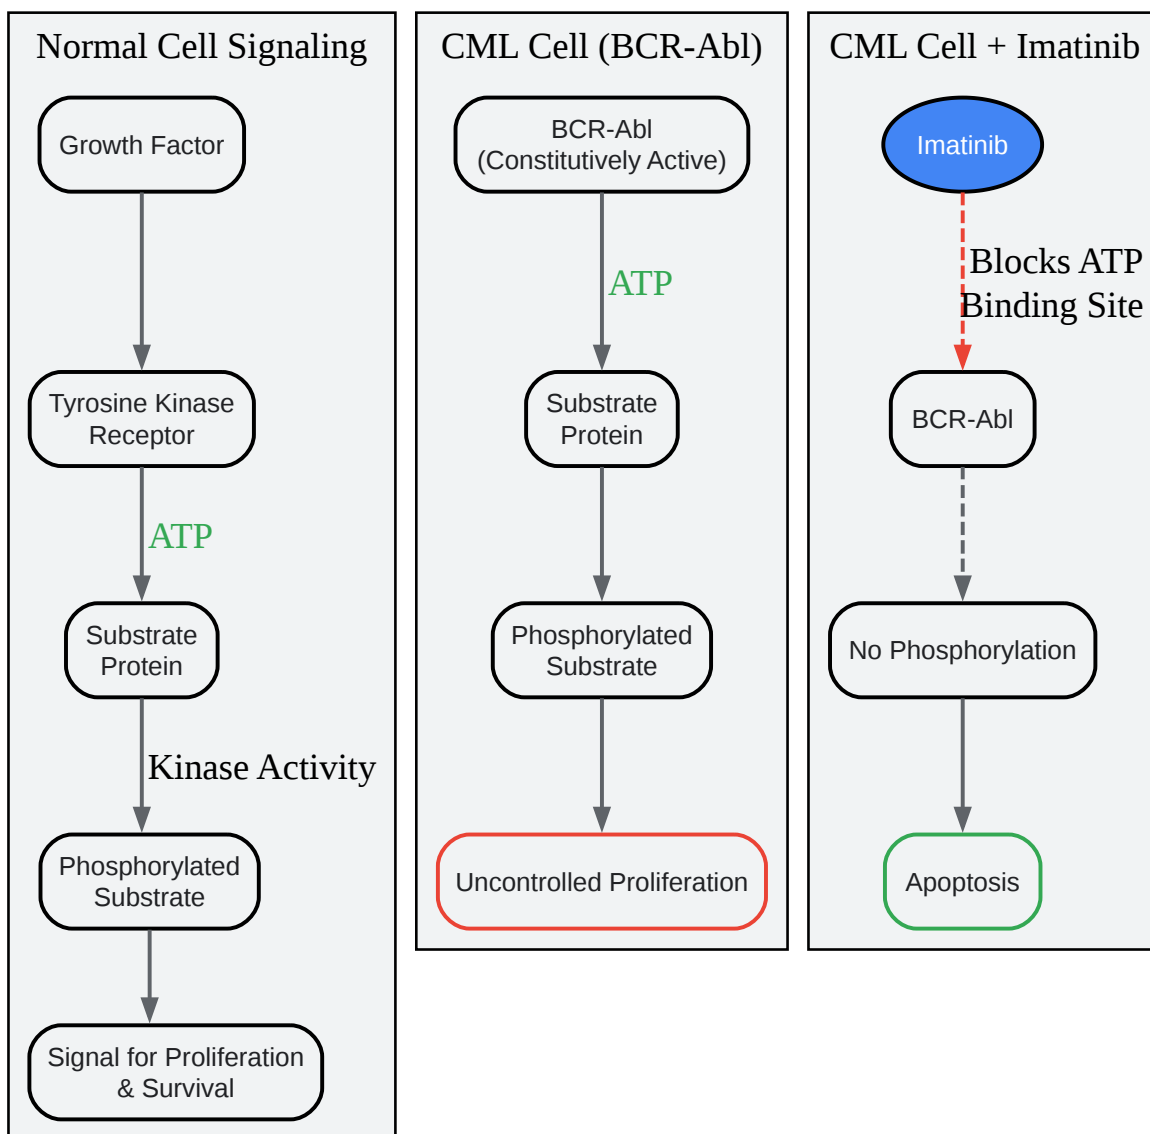 Normal Cell Signaling
Growth Factor
Tyrosine Kinase
Receptor
ATP
Substrate
Protein
Kinase Activity
Phosphorylated
Substrate
Signal for Proliferation
& Survival
CML Cell (BCR-Abl)
BCR-Abl
(Constitutively Active)
ATP
Substrate
Protein
Phosphorylated
Substrate
Uncontrolled Proliferation
CML Cell + Imatinib
Imatinib
Blocks ATP
Binding Site
BCR-Abl
No Phosphorylation
Apoptosis